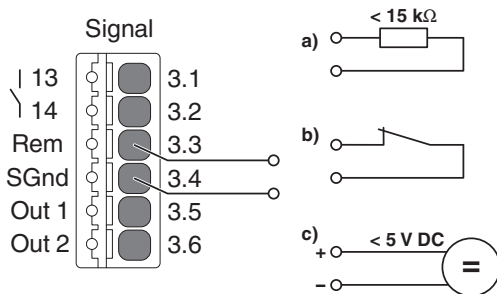 Signal
13 3.1
14 3.2
Rem 3.3
SGnd 3.4
Out 1 3.5
Out 2 3.6
a) < 15 kΩ
b)
c) < 5 V DC
+
=
–